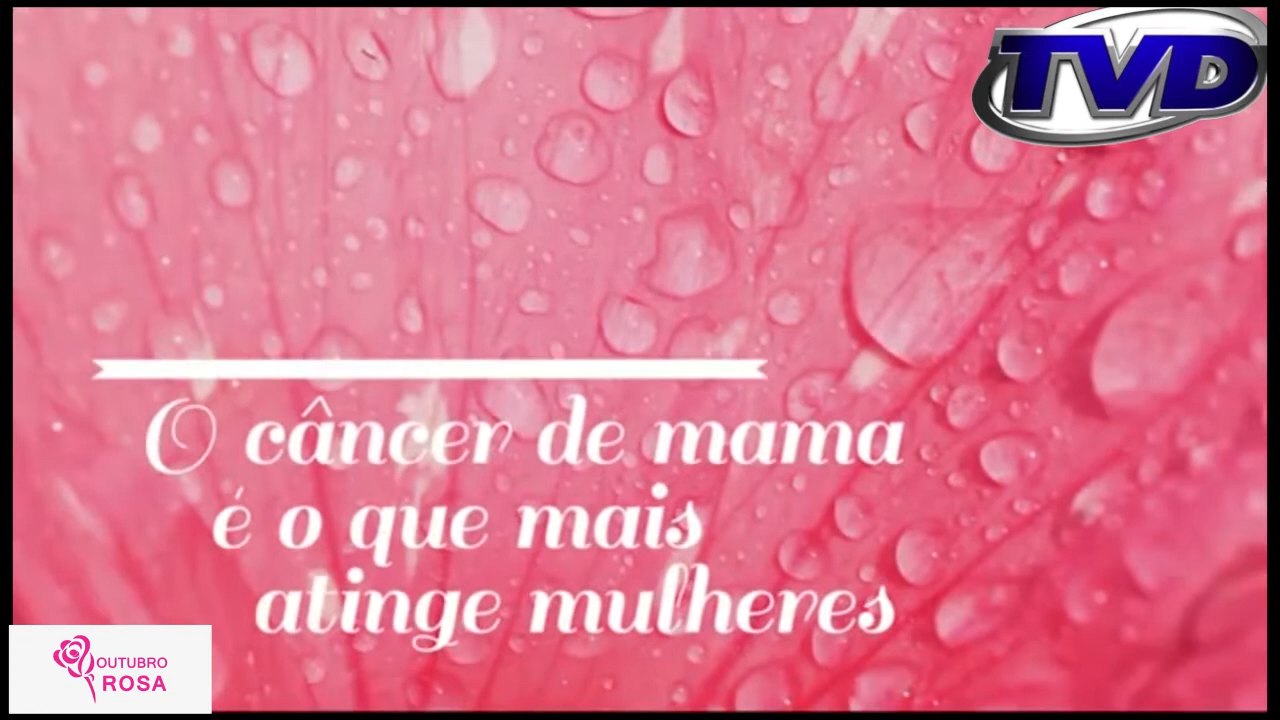 TVD
O câncer de mama
é o que mais
atinge mulheres
OUTUBRO
ROSA